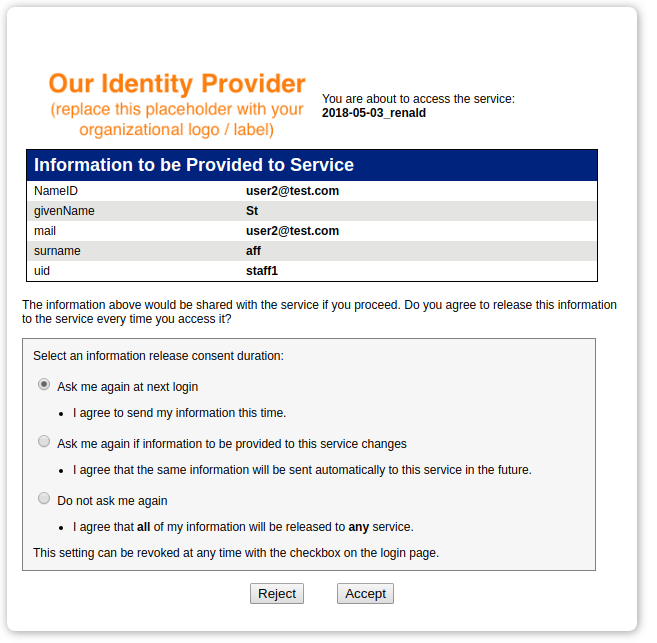 Our Identity Provider
(replace this placeholder with your
organizational logo / label)
You are about to access the service:
2018-05-03_renald
Information to be Provided to Service
NameID user2@test.com
givenName St
mail user2@test.com
surname aff
uid staff1
The information above would be shared with the service if you proceed. Do you agree to release this information
to the service every time you access it?
Select an information release consent duration:
Ask me again at next login
• I agree to send my information this time.
Ask me again if information to be provided to this service changes
• I agree that the same information will be sent automatically to this service in the future.
Do not ask me again
• I agree that all of my information will be released to any service.
This setting can be revoked at any time with the checkbox on the login page.
Reject Accept